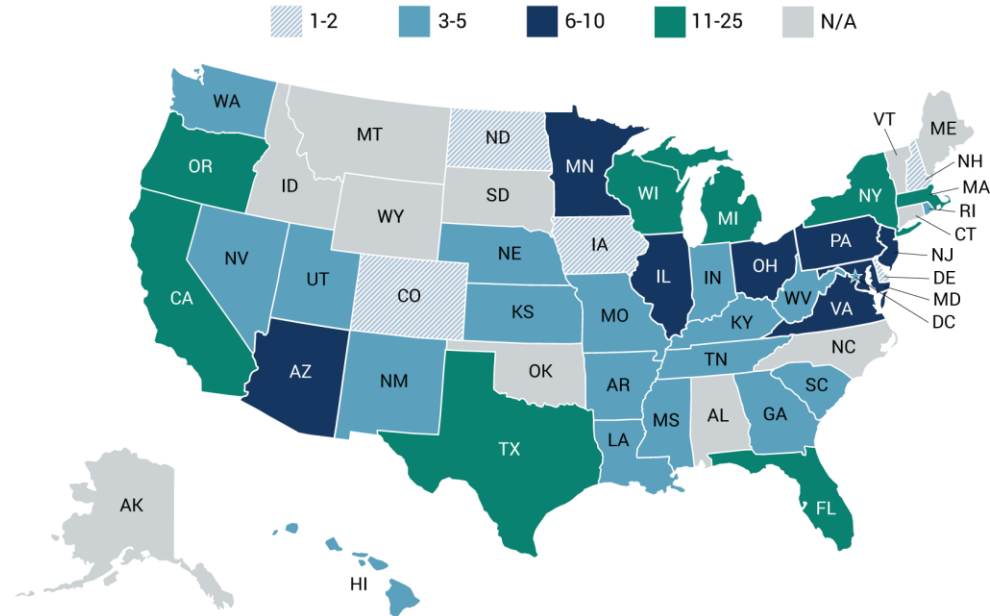 1-2 3-5 6-10 11-25 N/A
WA
MT
ND
MN
VT
ME
OR
ID
SD
WI
MI
NY
NH
MA
RI
CT
WY
IA
NE
PA
NJ
NV
UT
CO
IL
IN
OH
DE
MD
DC
CA
KS
MO
WV
VA
KY
AZ
NM
OK
AR
TN
NC
SC
MS
AL
GA
LA
TX
FL
AK
HI